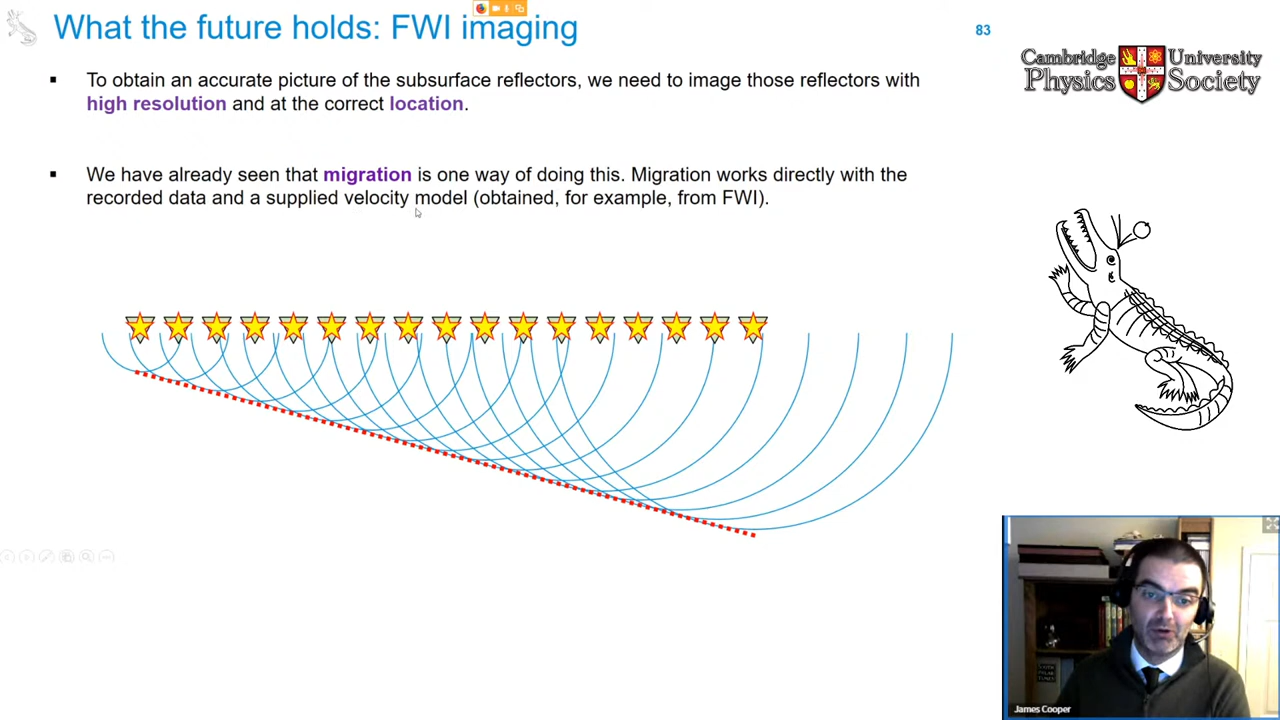 What the future holds: FWI imaging
83
Cambridge University
Physics Society
▪ To obtain an accurate picture of the subsurface reflectors, we need to image those reflectors with
high resolution and at the correct location.
▪ We have already seen that migration is one way of doing this. Migration works directly with the
recorded data and a supplied velocity model (obtained, for example, from FWI).
James Cooper